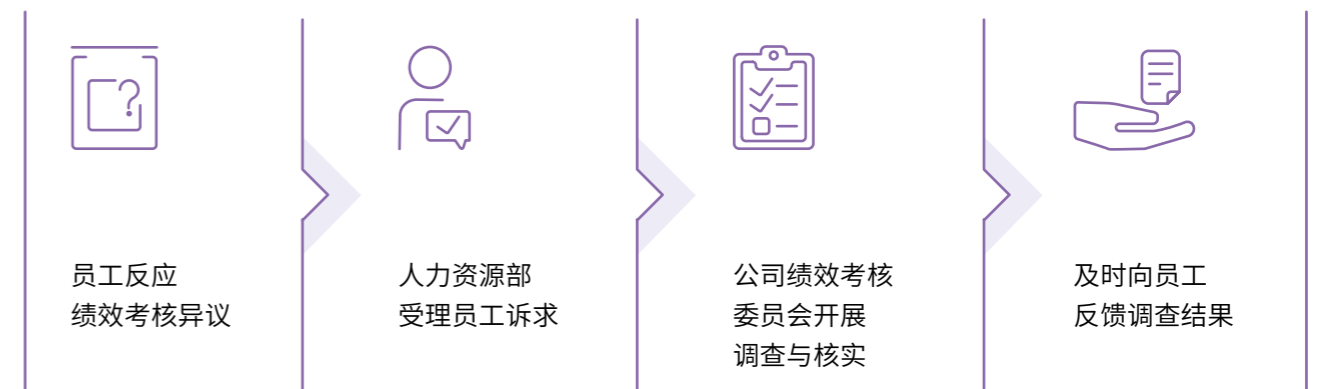 员工反应
绩效考核异议
人力资源部
受理员工诉求
公司绩效考核
委员会开展
调查与核实
及时向员工
反馈调查结果